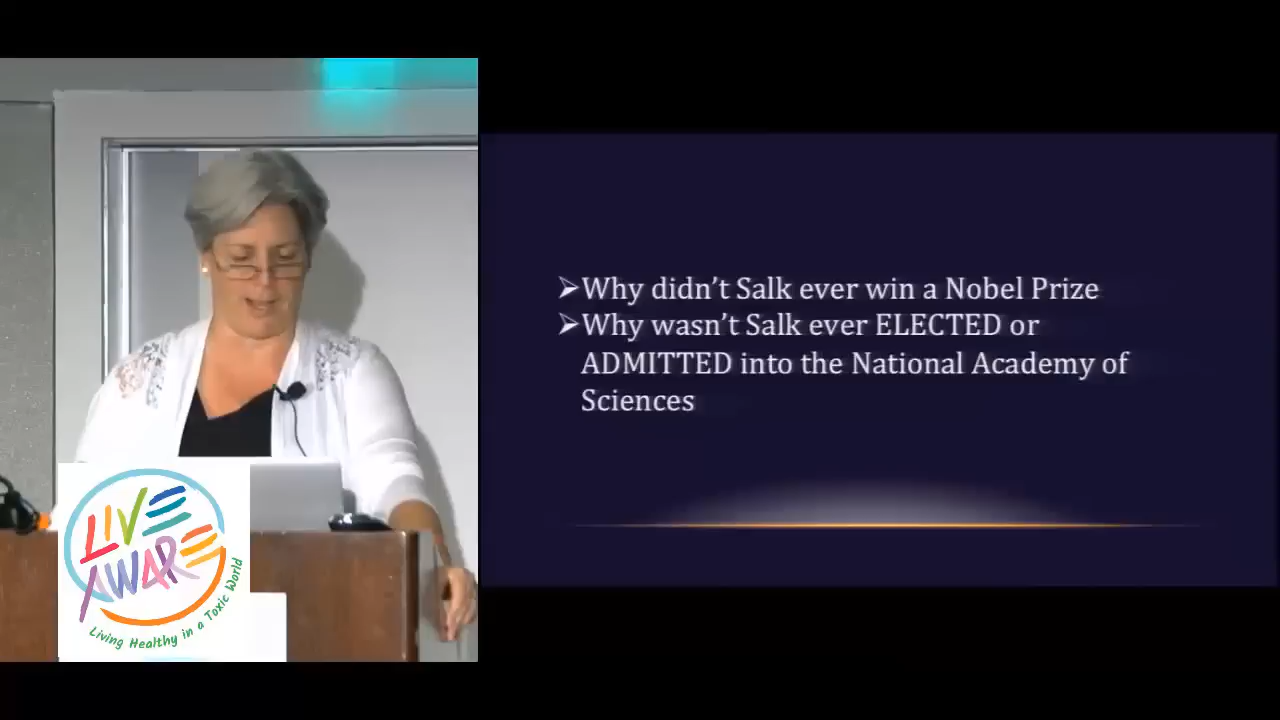 ➢Why didn't Salk ever win a Nobel Prize
➢Why wasn't Salk ever ELECTED or
ADMITTED into the National Academy of
Sciences
LIVE
AWARE
Living Healthy in a Toxic World